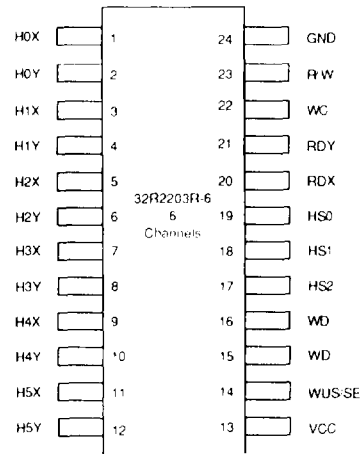 H0X 1 24 GND
H0Y 2 23 R/W
H1X 3 22 WC
H1Y 4 21 RDY
H2X 5 20 RDX
32R2203R-6
H2Y 6 6 19 HS0
Channels
H3X 7 18 HS1
H3Y 8 17 HS2
H4X 9 16 WD
H4Y 10 15 WD
H5X 11 14 WUS/SE
H5Y 12 13 VCC